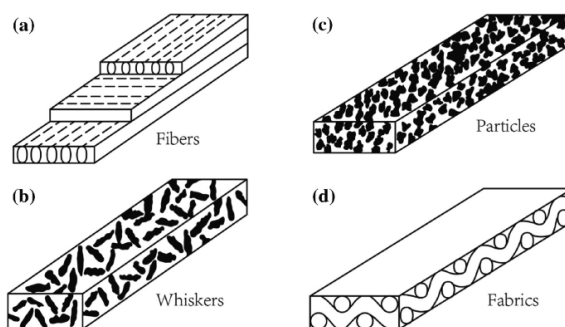 (a)
Fibers
(b)
Whiskers
(c)
Particles
(d)
Fabrics